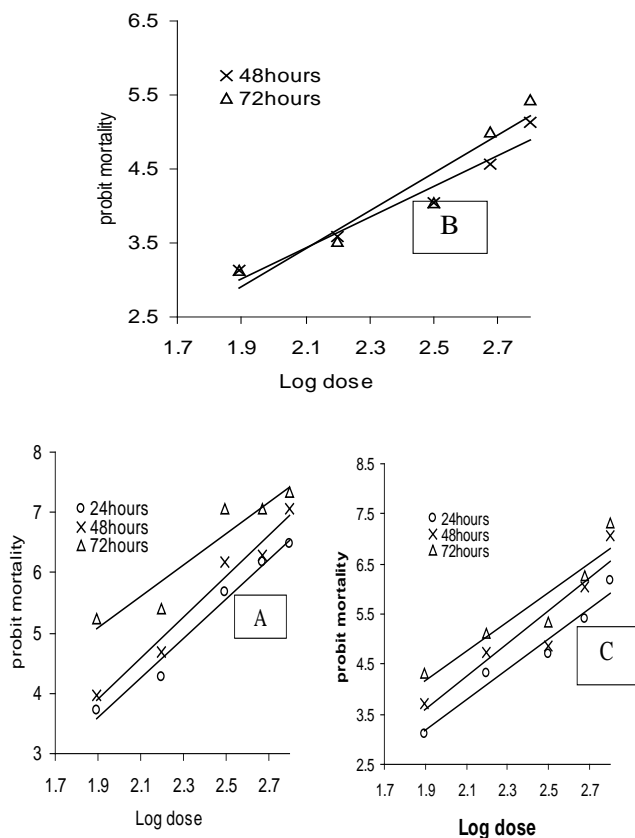 6.5
5.5
4.5
3.5
2.5
probit mortality
48hours
72hours
B
1.7 1.9 2.1 2.3 2.5 2.7
Log dose
8
7
6
5
4
3
probit mortality
24hours
48hours
72hours
A
1.7 1.9 2.1 2.3 2.5 2.7
Log dose
8.5
7.5
6.5
5.5
4.5
3.5
2.5
probit mortality
24hours
48hours
72hours
C
1.7 1.9 2.1 2.3 2.5 2.7
Log dose